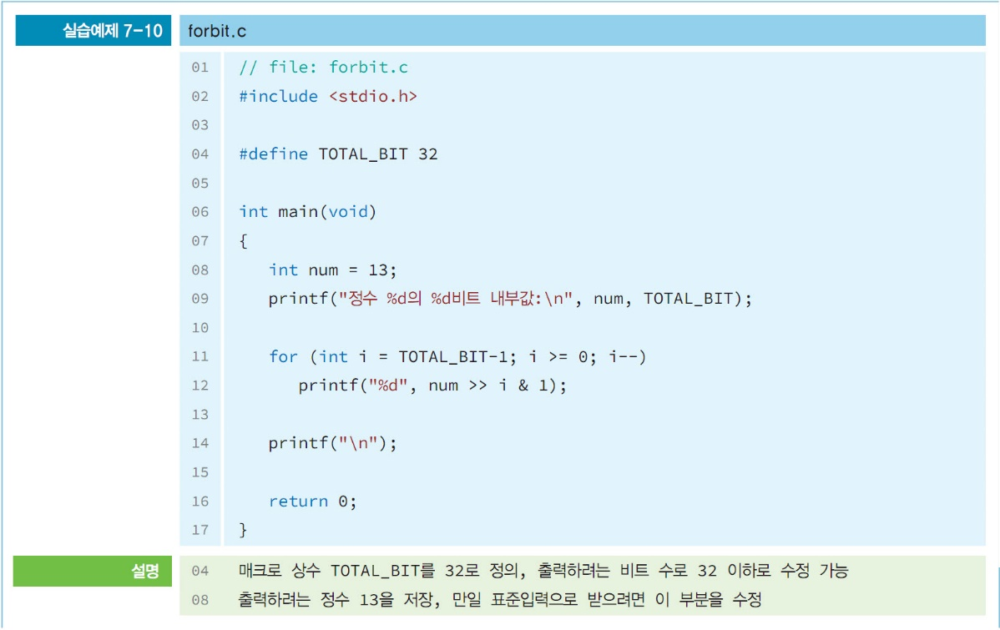 실습예제 7-10 forbit.c
01 // file: forbit.c
02 #include <stdio.h>
03
04 #define TOTAL_BIT 32
05
06 int main(void)
07 {
08 int num = 13;
09 printf("정수 %d의 %d비트 내부값:\n", num, TOTAL_BIT);
10
11 for (int i = TOTAL_BIT-1; i >= 0; i--)
12 printf("%d", num >> i & 1);
13
14 printf("\n");
15
16 return 0;
17 }
설명 04 매크로 상수 TOTAL_BIT를 32로 정의, 출력하려는 비트 수로 32 이하로 수정 가능
08 출력하려는 정수 13을 저장, 만일 표준입력으로 받으려면 이 부분을 수정